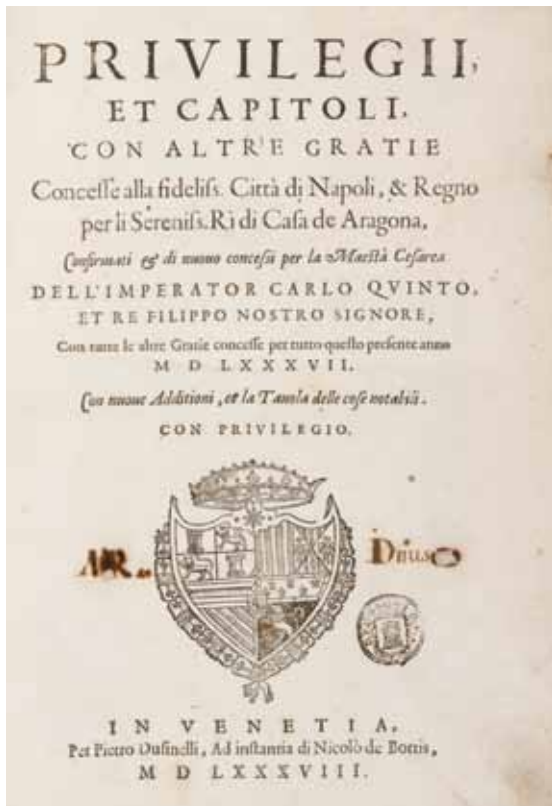 PRIVILEGII,
ET CAPITOLI,
CON ALTRE GRATIE
Concesse alla fideliss. Città di Napoli, & Regno
per li Sereniss. Ri di Casa de Aragona,
Confirmati & di nuouo concessi per la Maestà Cesarea
DELL'IMPERATOR CARLO QVINTO,
ET RE FILIPPO NOSTRO SIGNORE,
Con tutte le altre Gratie concesse per tutto questo presente anno
M D LXXXVII.
Con nuoue Additioni, et la Tauola delle cose notabili.
CON PRIVILEGIO.
IN VENETIA,
Per Pietro Dusinelli, Ad instantia di Nicolò de Bottis,
M D LXXXVIII.